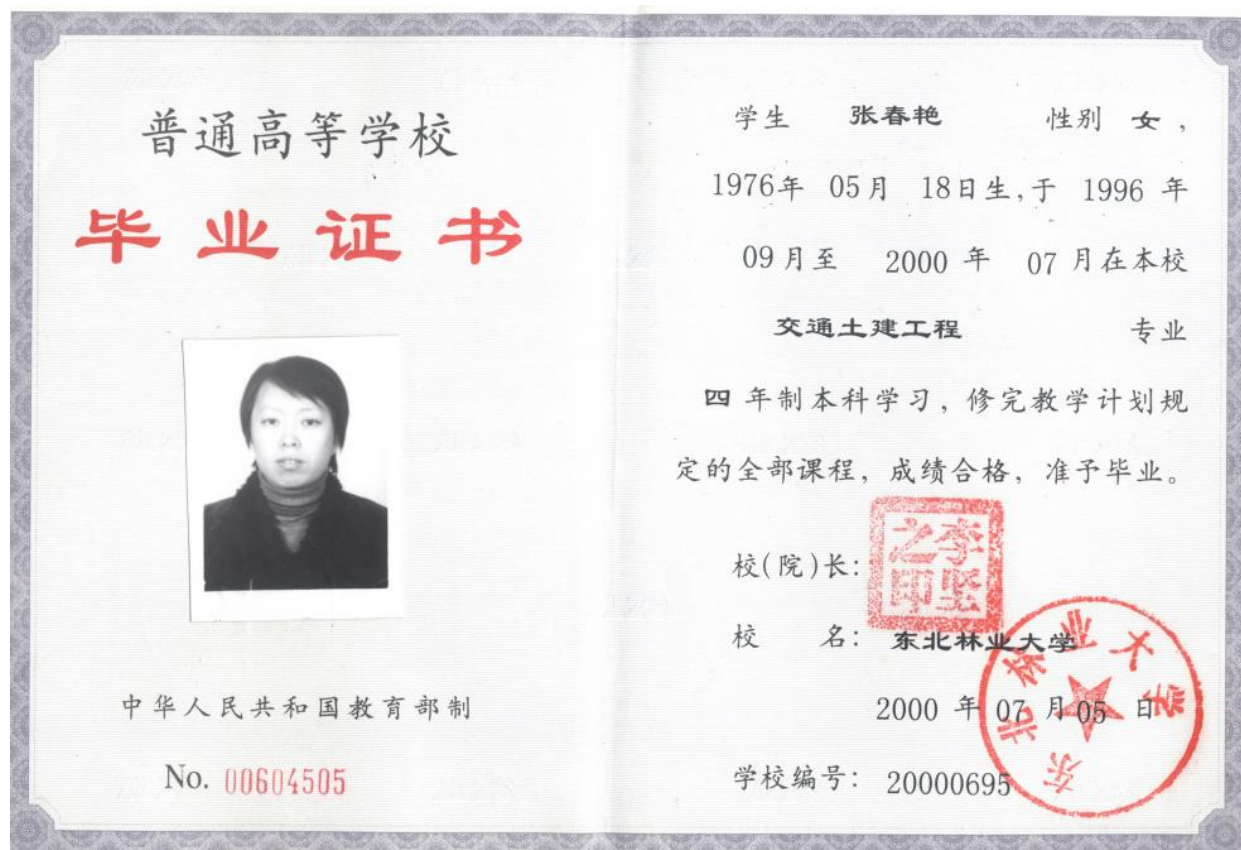 普通高等学校
毕业证书
中华人民共和国教育部制
No. 00604505
学生 张春艳 性别 女,
1976年 05月 18日生,于 1996 年
09月至 2000 年 07月在本校
交通土建工程 专业
四 年制本科学习,修完教学计划规
定的全部课程,成绩合格,准予毕业。
校(院)长:
李坚之印
校 名: 东北林业大学
2000 年 07 月 05 日
学校编号: 20000695
东北林业大学